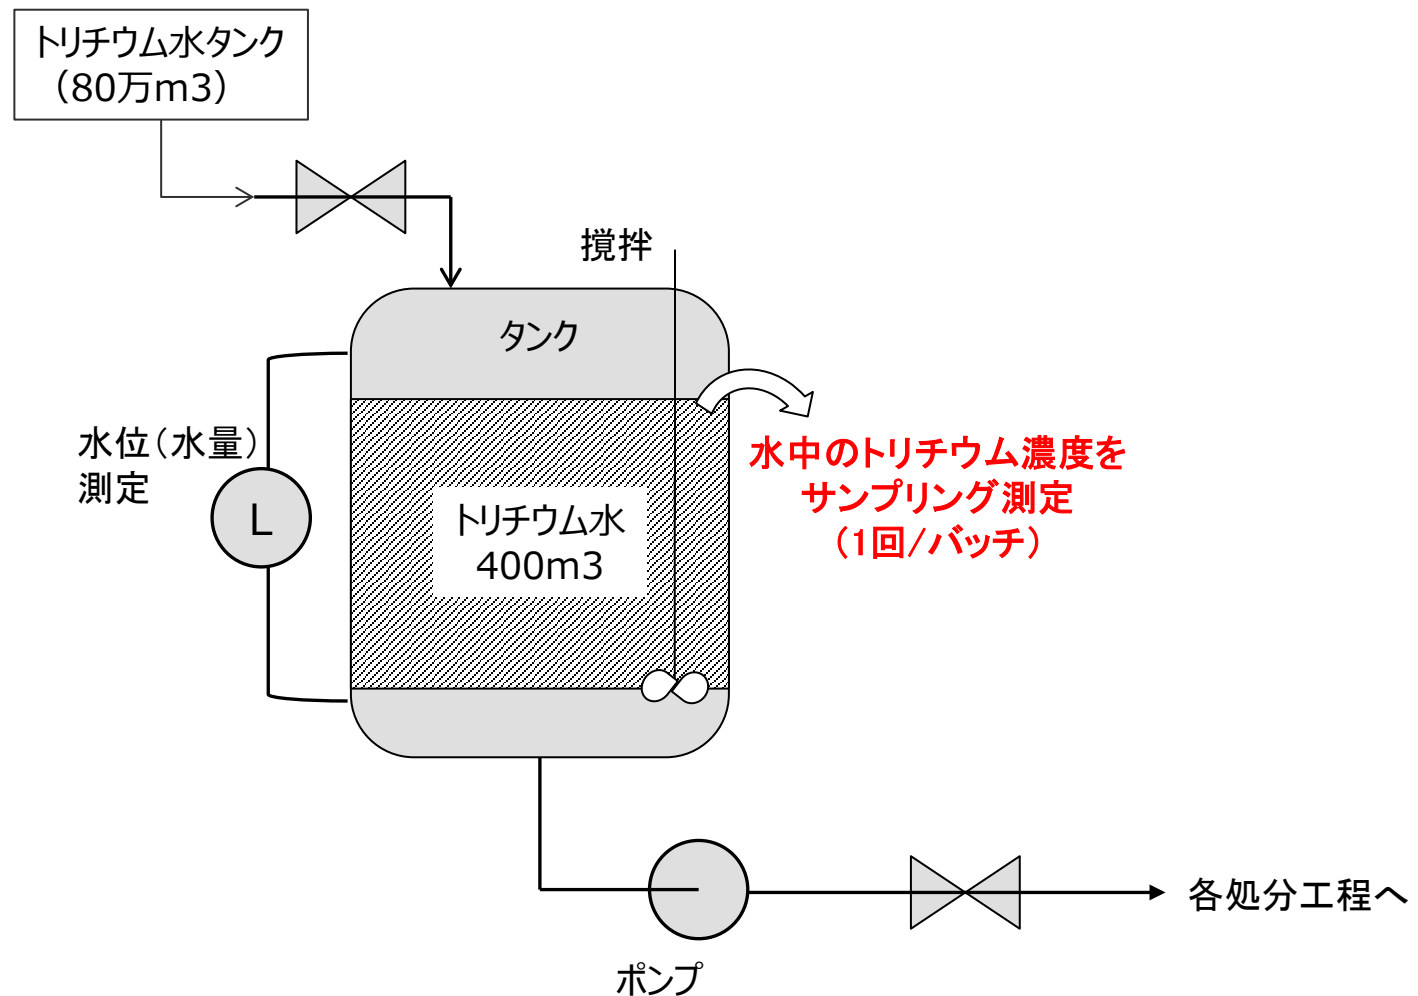 トリチウム水タンク
（80万m3）
撹拌
タンク
水位（水量）
測定
L
トリチウム水
400m3
水中のトリチウム濃度を
サンプリング測定
（1回/バッチ）
各処分工程へ
ポンプ